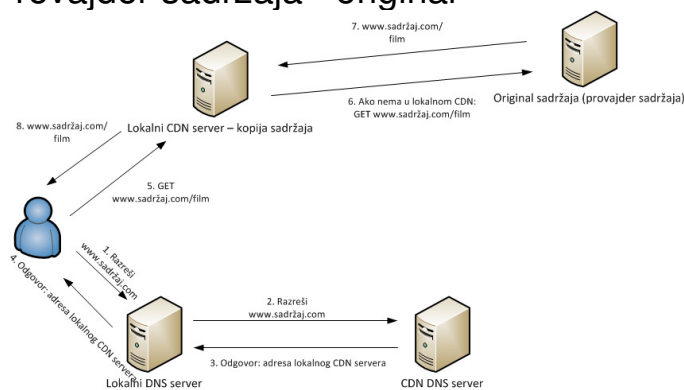 rovajder sadržaja - original
7. www.sadržaj.com/
film
6. Ako nema u lokalnom CDN:
GET www.sadržaj.com/film
Original sadržaja (provajder sadržaja)
Lokalni CDN server – kopija sadržaja
8. www.sadržaj.com/
film
5. GET
www.sadržaj.com/film
1. Razreši
www.sadržaj.com
4. Odgovor: adresa lokalnog CDN servera
2. Razreši
www.sadržaj.com
3. Odgovor: adresa lokalnog CDN servera
Lokalni DNS server
CDN DNS server